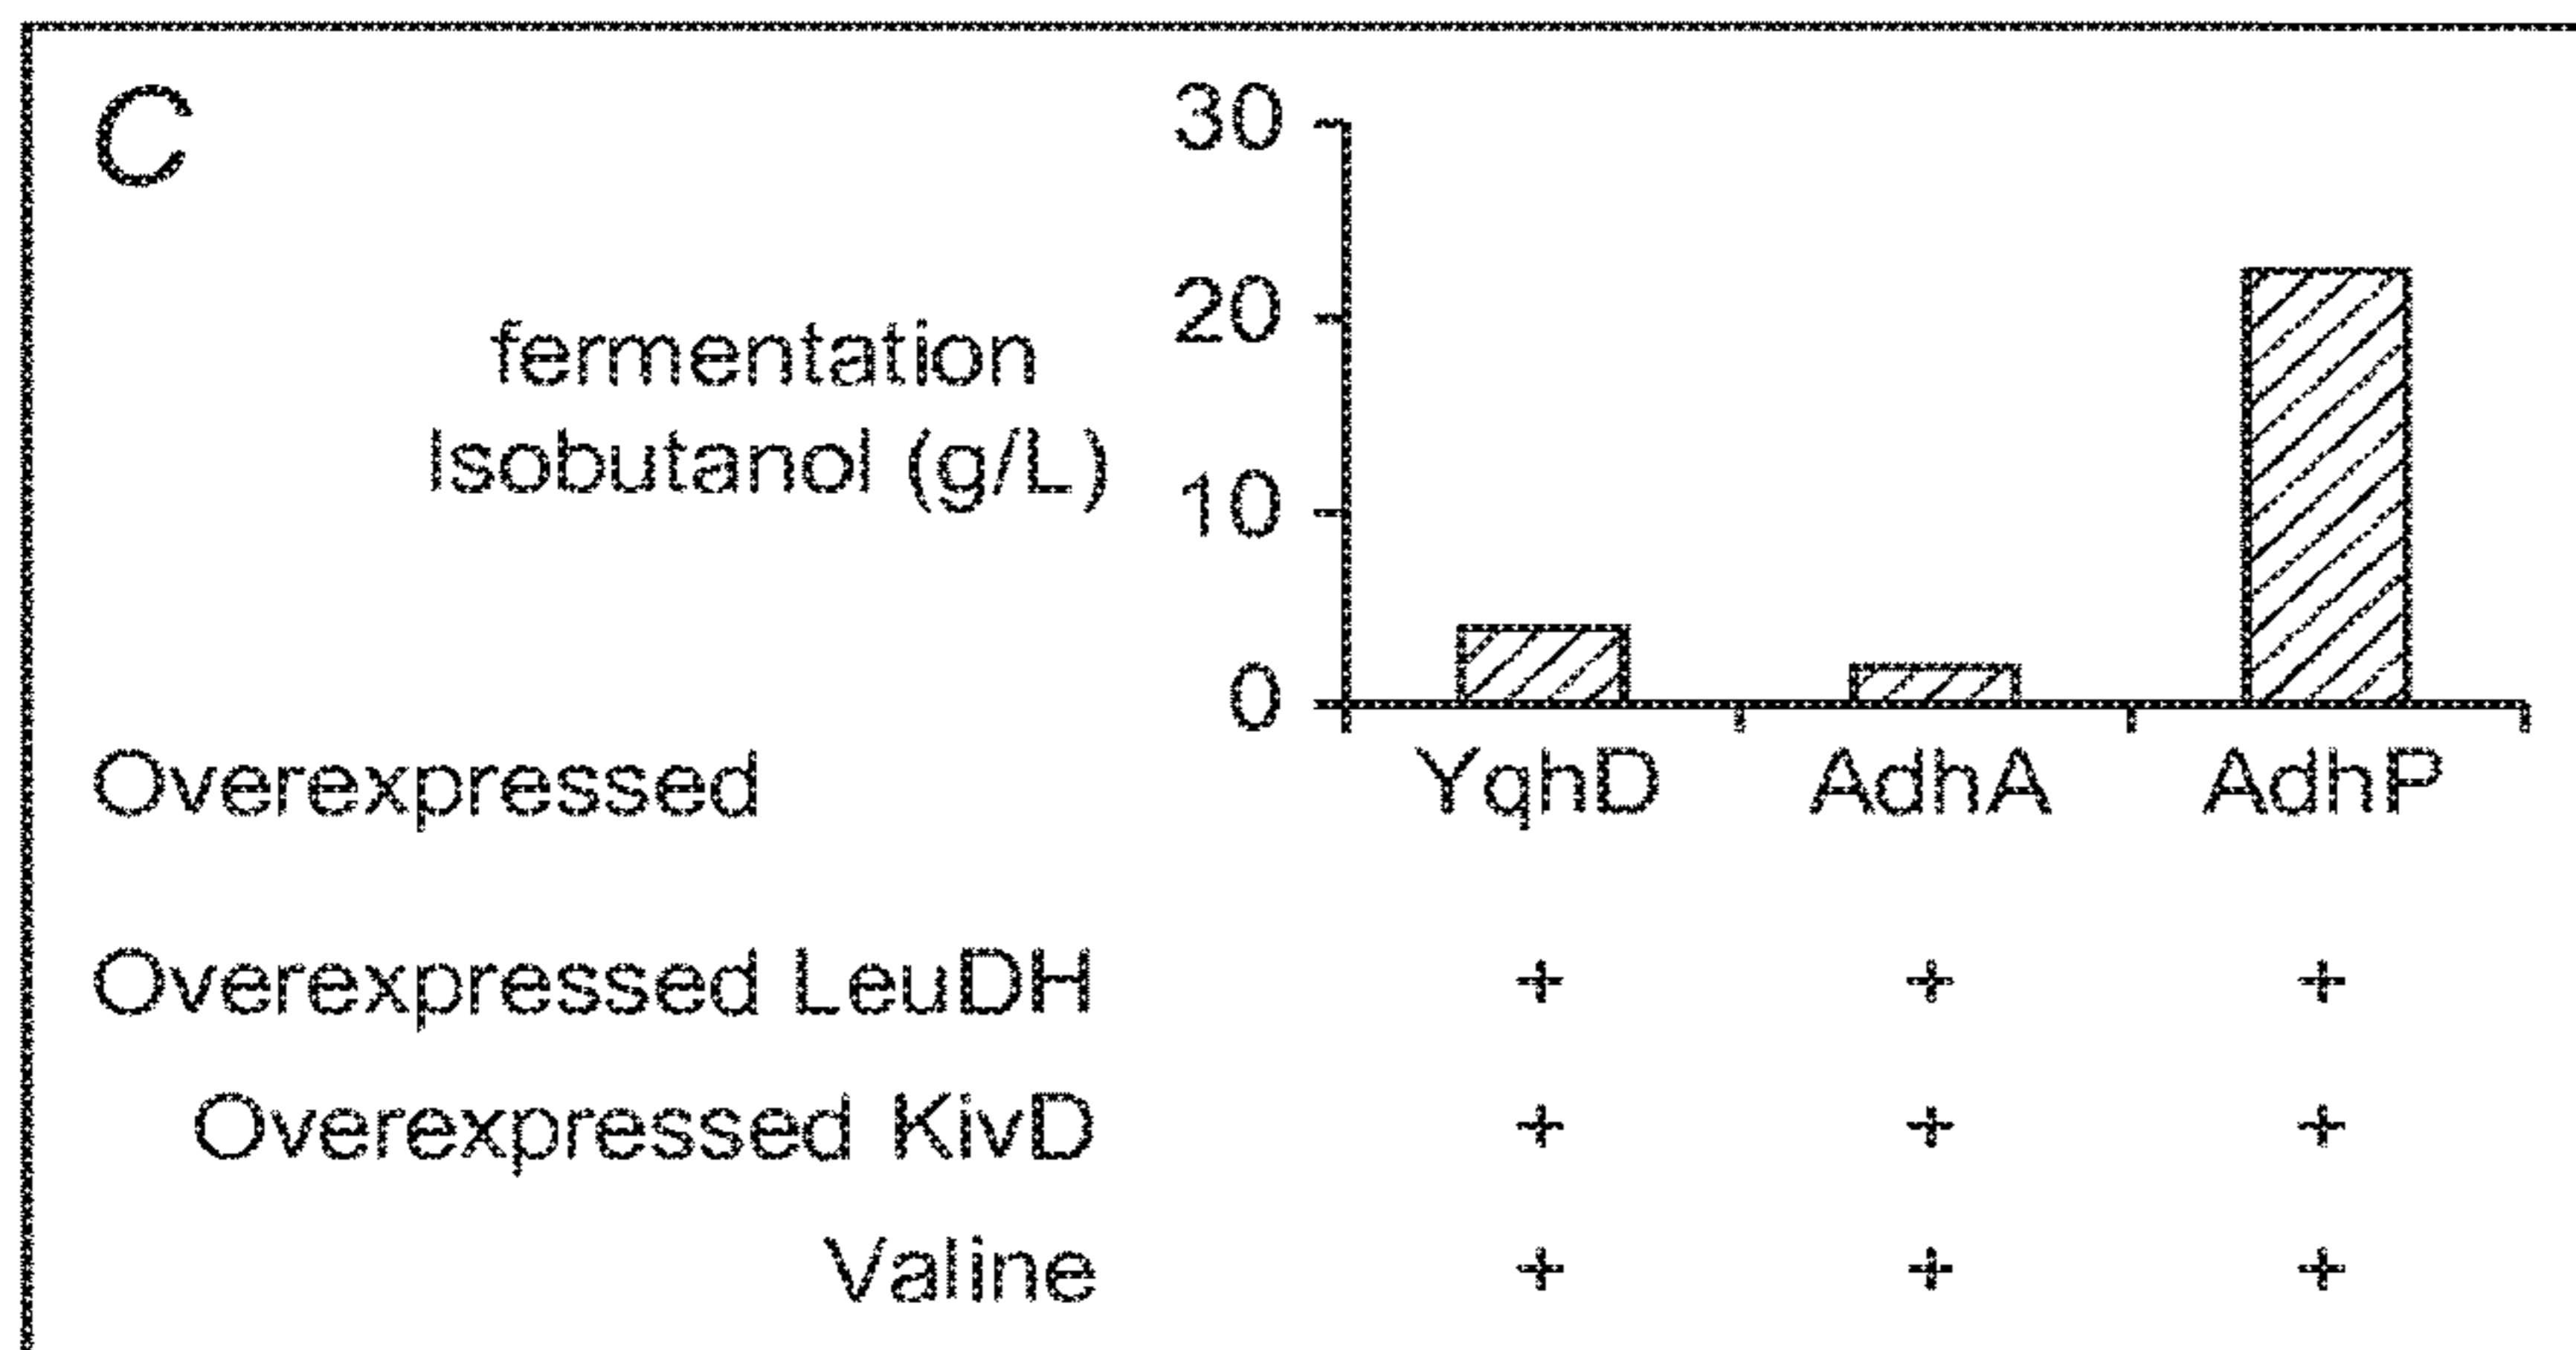 C
30
20
10
0
fermentation
Isobutanol (g/L)
Overexpressed YqhD AdhA AdhP
Overexpressed LeuDH + + +
Overexpressed KivD + + +
Valine + + +